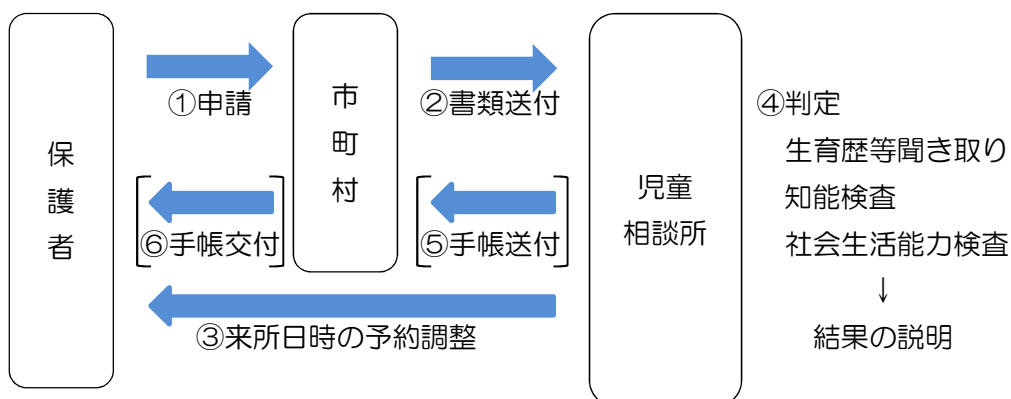 保護者
①申請
市町村
②書類送付
児童
相談所
④判定
生育歴等聞き取り
知能検査
社会生活能力検査
↓
結果の説明
⑥手帳交付
⑤手帳送付
③来所日時の予約調整